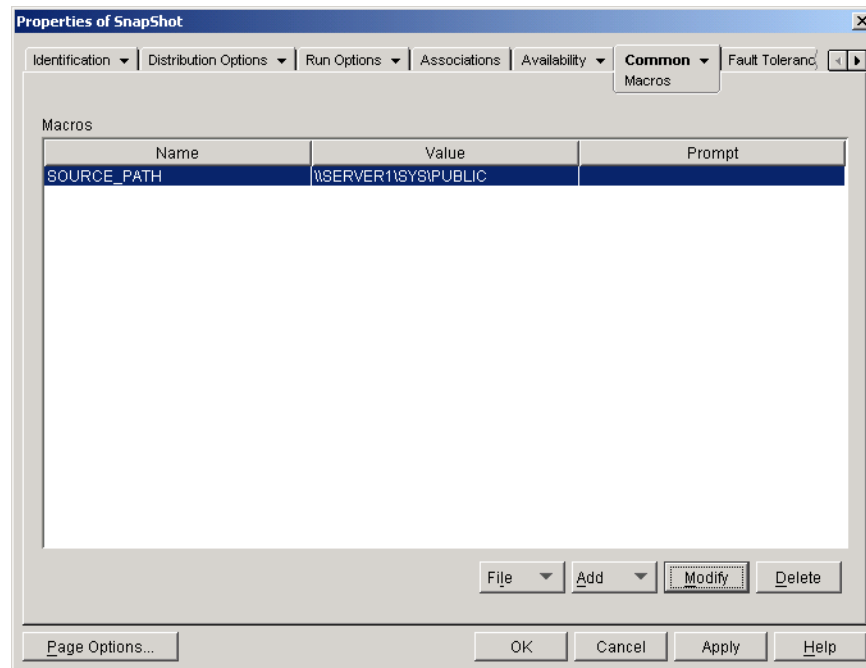 Properties of SnapShot
Identification Distribution Options Run Options Associations Availability Common Fault Toleranc
Macros
Macros
Name Value Prompt
SOURCE_PATH \\SERVER1\SYS\PUBLIC
File Add Modify Delete
Page Options... OK Cancel Apply Help